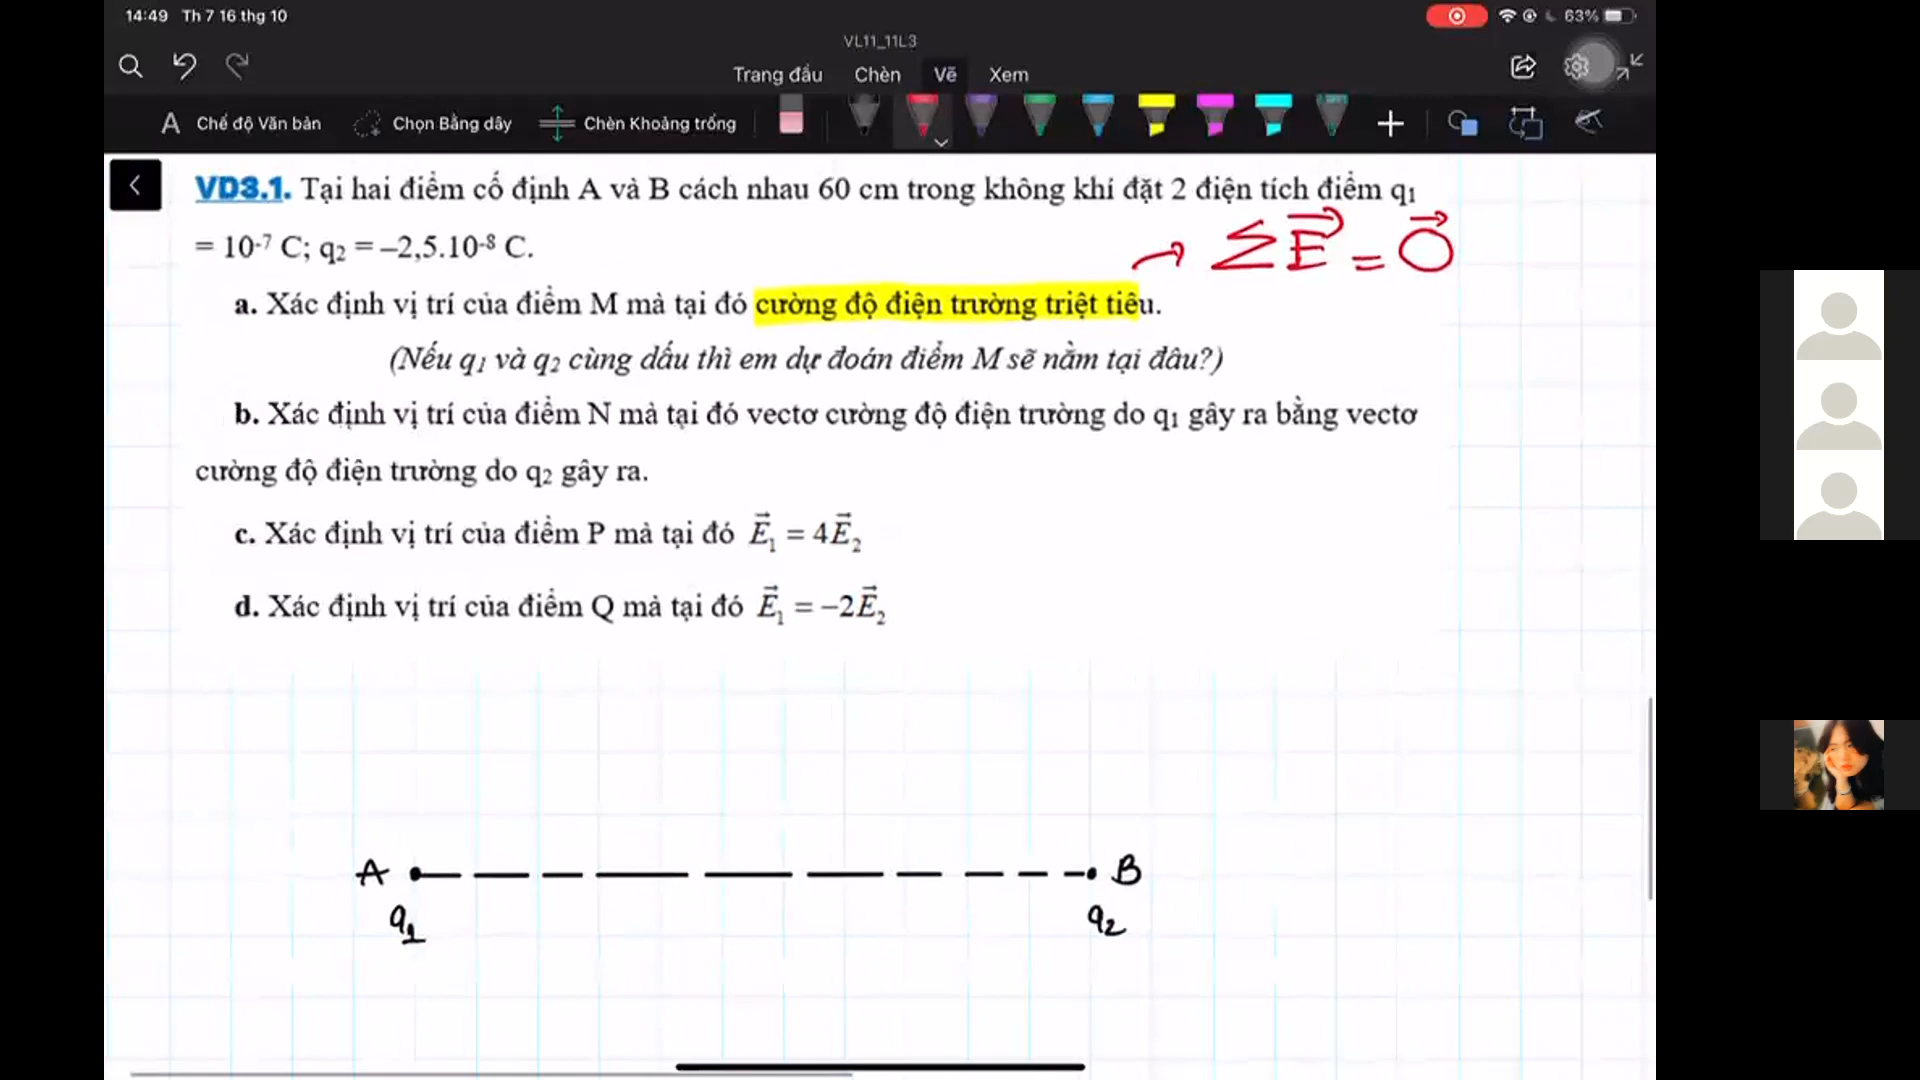 14:49 Th 7 16 thg 10
63%
VL11_11L3
Trang đầu Chèn Vẽ Xem
A Chế độ Văn bản Chọn Bằng dây Chèn Khoảng trống
VD3.1. Tại hai điểm cố định A và B cách nhau 60 cm trong không khí đặt 2 điện tích điểm q₁
= 10⁻⁷ C; q₂ = –2,5.10⁻⁸ C.
→ ΣE⃗ = O⃗
a. Xác định vị trí của điểm M mà tại đó cường độ điện trường triệt tiêu.
(Nếu q₁ và q₂ cùng dấu thì em dự đoán điểm M sẽ nằm tại đâu?)
b. Xác định vị trí của điểm N mà tại đó vectơ cường độ điện trường do q₁ gây ra bằng vectơ
cường độ điện trường do q₂ gây ra.
c. Xác định vị trí của điểm P mà tại đó E⃗₁ = 4E⃗₂
d. Xác định vị trí của điểm Q mà tại đó E⃗₁ = –2E⃗₂
A B
q₁ q₂